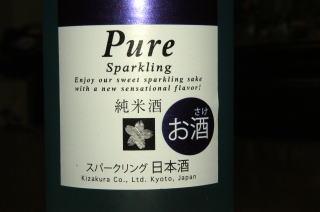 Pure
Sparkling
Enjoy our sweet sparkling sake
with a new sensational flavor!
純米酒
さけ
お酒
スパークリング 日本酒
Kizakura Co., Ltd. Kyoto, Japan